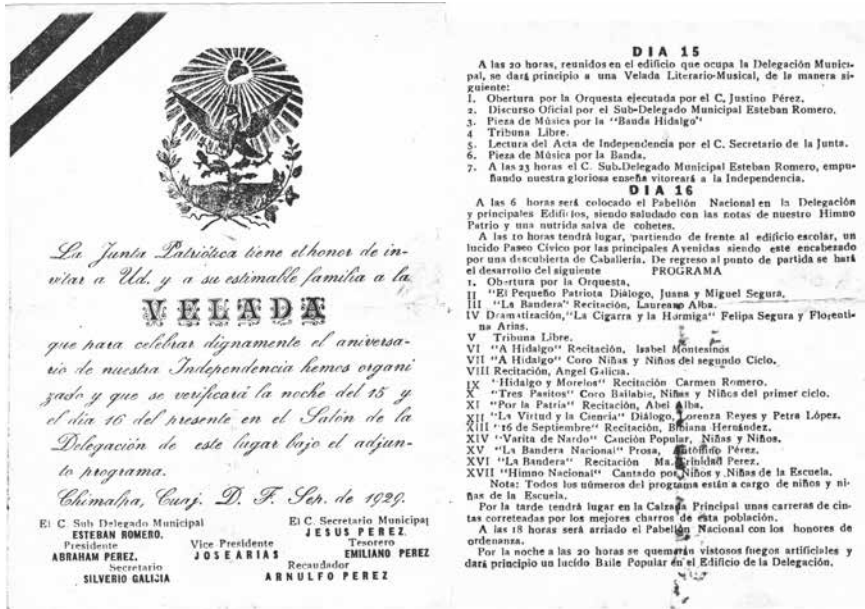 La Junta Patriótica tiene el honor de in-
vitar a Ud. y a su estimable familia a la
VELADA
que para celebrar dignamente el aniversa-
rio de nuestra Independencia hemos organi
zado y que se verificará la noche del 15 y
el día 16 del presente en el Salón de la
Delegación de este lugar bajo el adjun-
to programa.
Chimalpa, Cuaj. D. F. Sep. de 1929.
El C. Sub Delegado Municipal
ESTEBAN ROMERO.
El C. Secretario Municipal
JESUS PEREZ.
Presidente
ABRAHAM PEREZ.
Vice Presidente
JOSE ARIAS
Tesorero
EMILIANO PEREZ
Secretario
SILVERIO GALICIA
Recaudador
ARNULFO PEREZ
DIA 15
A las 20 horas, reunidos en el edificio que ocupa la Delegación Munici-
pal, se dará principio a una Velada Literario-Musical, de la manera si-
guiente:
1. Obertura por la Orquesta ejecutada por el C. Justino Pérez.
2. Discurso Oficial por el Sub-Delegado Municipal Esteban Romero.
3. Pieza de Música por la "Banda Hidalgo"
4 Tribuna Libre.
5. Lectura del Acta de Independencia por el C. Secretario de la Junta.
6. Pieza de Música por la Banda.
7. A las 23 horas el C. Sub-Delegado Municipal Esteban Romero, empu-
ñando nuestra gloriosa enseña vitoreará a la Independencia.
DIA 16
A las 6 horas será colocado el Pabellón Nacional en la Delegación
y principales Edificios, siendo saludado con las notas de nuestro Himno
Patrio y una nutrida salva de cohetes.
A las 10 horas tendrá lugar, partiendo de frente al edificio escolar, un
lucido Paseo Cívico por las principales Avenidas siendo este encabezado
por una descubierta de Caballería. De regreso al punto de partida se hará
el desarrollo del siguiente PROGRAMA
1. Obertura por la Orquesta.
II "El Pequeño Patriota Diálogo, Juana y Miguel Segura.
III "La Bandera" Recitación, Laureano Alba.
IV Dramatización, "La Cigarra y la Hormiga" Felipa Segura y Florenti-
na Arias.
V Tribuna Libre.
VI "A Hidalgo" Recitación, Isabel Montesinos
VII "A Hidalgo" Coro Niñas y Niños del segundo Ciclo.
VIII Recitación, Angel Galicia.
IX "Hidalgo y Morelos" Recitación Carmen Romero.
X "Tres Pasitos" Coro Bailable, Niñas y Niños del primer ciclo.
XI "Por la Patria" Recitación, Abel Alba.
XII "La Virtud y la Ciencia" Diálogo, Lorenza Reyes y Petra López.
XIII "16 de Septiembre" Recitación, Hernández.
XIV "Varita de Nardo" Canción Popular, Niñas y Niños.
XV "La Bandera Nacional" Prosa, Antonino Pérez.
XVI "La Bandera" Recitación Ma. Trinidad Perez.
XVII "Himno Nacional" Cantado por Niños y Niñas de la Escuela.
Nota: Todos los números del programa están a cargo de niños y ni-
ñas de la Escuela.
Por la tarde tendrá lugar en la Calzada Principal unas carreras de cin-
tas correteadas por los mejores charros de esta población.
A las 18 horas será arriado el Pabellón Nacional con los honores de
ordenanza.
Por la noche a las 20 horas se quemarán vistosos fuegos artificiales y
dará principio un lucido Baile Popular en el Edificio de la Delegación.